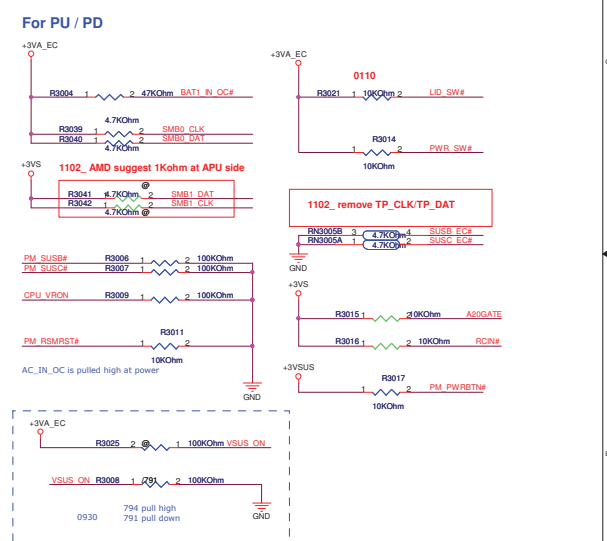 For PU / PD
+3VA_EC
R3004 1 2 47KOhm BAT1_IN_OC#
4.7KOhm
R3039 1 2 SMB0_CLK
R3040 1 2 SMB0_DAT
4.7KOhm
+3VS
1102_ AMD suggest 1Kohm at APU side
@
R3041 1 4.7KOhm 2 SMB1_DAT
R3042 1 2 SMB1_CLK
4.7KOhm @
PM_SUSB# R3006 1 2 100KOhm
PM_SUSC# R3007 1 2 100KOhm
CPU_VRON R3009 1 2 100KOhm
R3011
PM_RSMRST# 1 2
10KOhm
AC_IN_OC is pulled high at power
GND
+3VA_EC
R3025 2 @ 1 100KOhm VSUS_ON
VSUS_ON R3008 1 /791 2 100KOhm
794 pull high
0930 791 pull down
GND
+3VA_EC
0110
R3021 1 10KOhm 2 LID_SW#
R3014
1 2 PWR_SW#
10KOhm
1102_ remove TP_CLK/TP_DAT
RN3005B 3 4.7KOhm 4 SUSB_EC#
RN3005A 1 4.7KOhm 2 SUSC_EC#
GND
+3VS
R3015 1 2 10KOhm A20GATE
R3016 1 2 10KOhm RCIN#
+3VSUS
R3017
1 2 PM_PWRBTN#
10KOhm